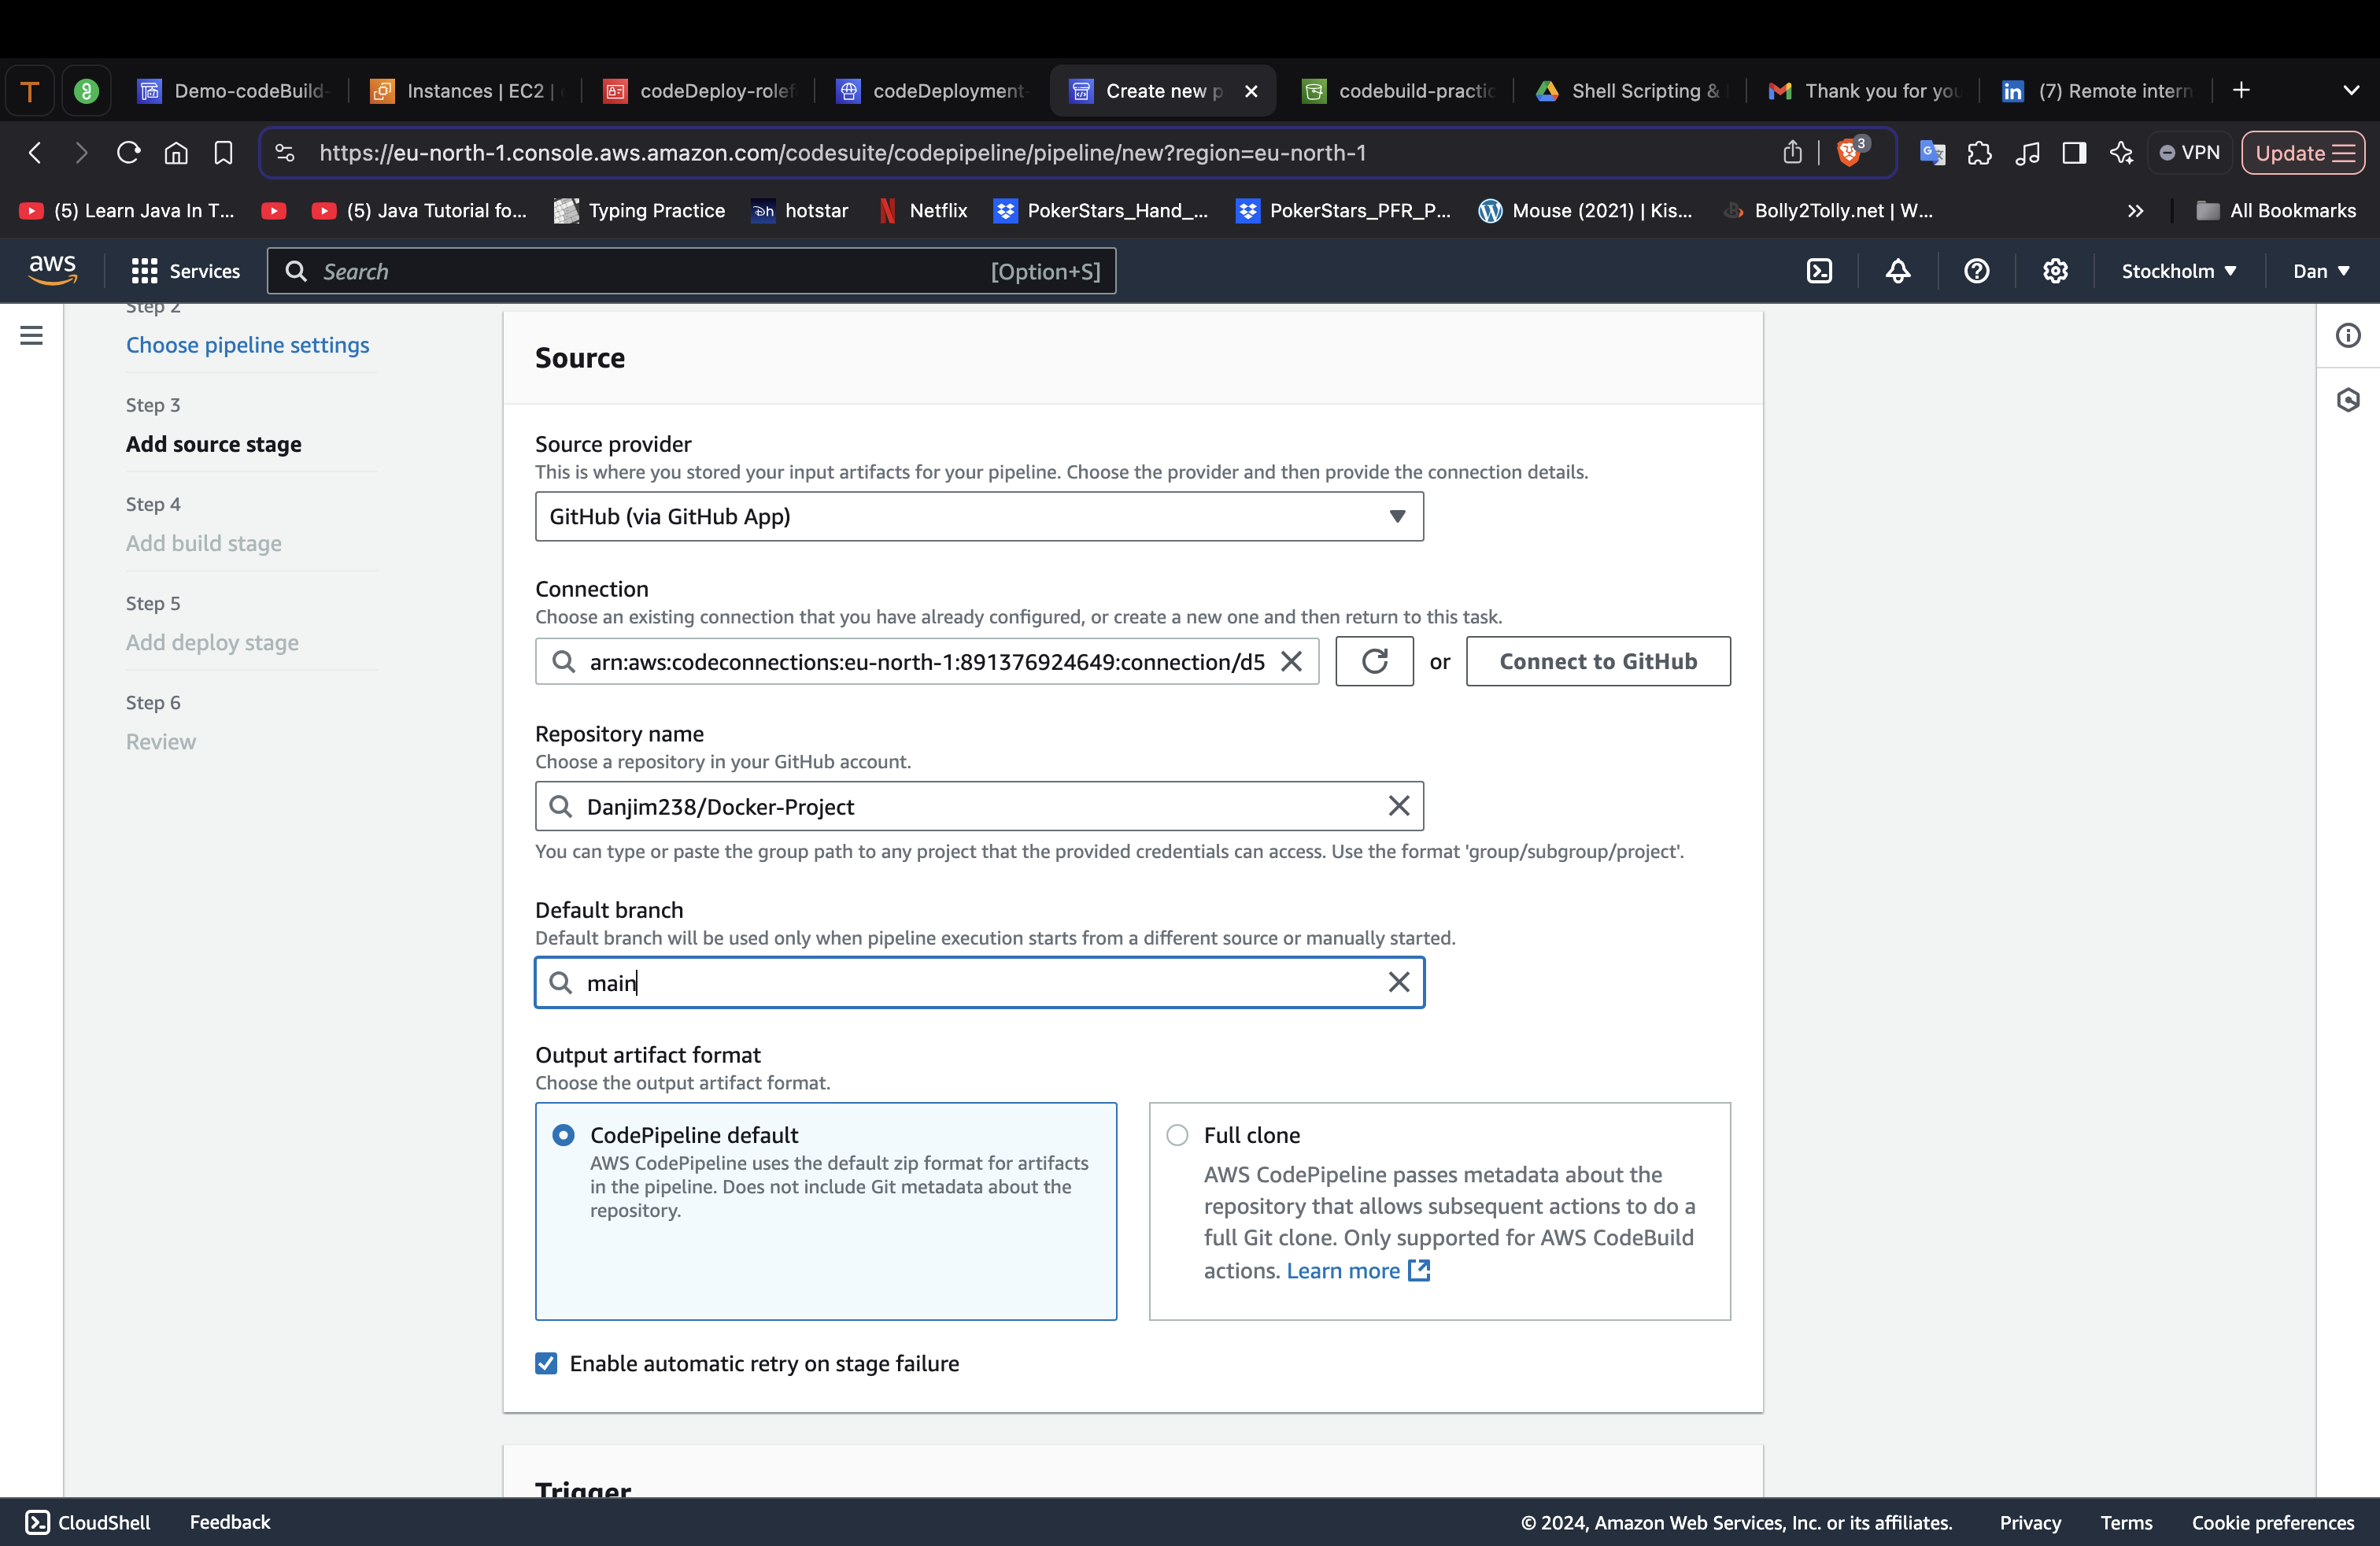 T
Demo-codeBuild-
Instances | EC2 |
codeDeploy-rolef
codeDeployment-
Create new p
codebuild-practic
Shell Scripting &
Thank you for you
in
(7) Remote intern
https://eu-north-1.console.aws.amazon.com/codesuite/codepipeline/pipeline/new?region=eu-north-1
3
VPN
Update
(5) Learn Java In T...
(5) Java Tutorial fo...
Typing Practice
hotstar
Netflix
PokerStars_Hand_...
PokerStars_PFR_P...
Mouse (2021) | Kis...
Bolly2Tolly.net | W...
All Bookmarks
aws
Services
Search
[Option+S]
Stockholm
Dan
Step 2
Choose pipeline settings
Step 3
Add source stage
Step 4
Add build stage
Step 5
Add deploy stage
Step 6
Review
Source
Source provider
This is where you stored your input artifacts for your pipeline. Choose the provider and then provide the connection details.
GitHub (via GitHub App)
Connection
Choose an existing connection that you have already configured, or create a new one and then return to this task.
arn:aws:codeconnections:eu-north-1:891376924649:connection/d5
or
Connect to GitHub
Repository name
Choose a repository in your GitHub account.
Danjim238/Docker-Project
You can type or paste the group path to any project that the provided credentials can access. Use the format 'group/subgroup/project'.
Default branch
Default branch will be used only when pipeline execution starts from a different source or manually started.
main
Output artifact format
Choose the output artifact format.
CodePipeline default
AWS CodePipeline uses the default zip format for artifacts
in the pipeline. Does not include Git metadata about the
repository.
Full clone
AWS CodePipeline passes metadata about the
repository that allows subsequent actions to do a
full Git clone. Only supported for AWS CodeBuild
actions. Learn more
Enable automatic retry on stage failure
Trigger
CloudShell
Feedback
© 2024, Amazon Web Services, Inc. or its affiliates.
Privacy
Terms
Cookie preferences